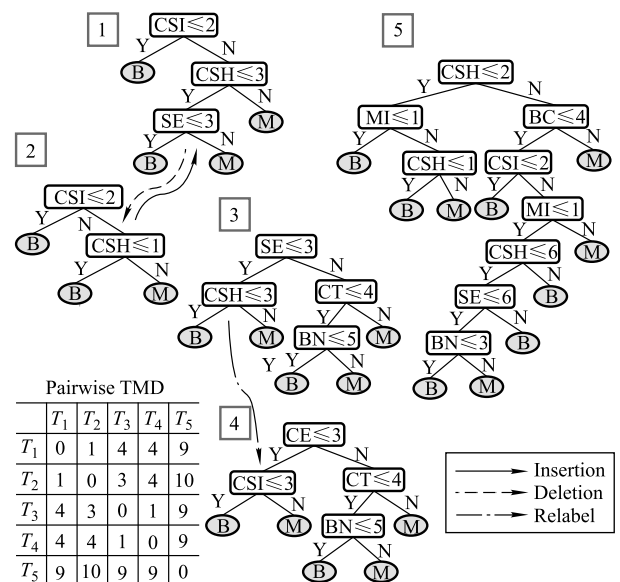 1
CSI≤2
Y N
B CSH≤3
Y N
SE≤3 M
Y N
B M
2
CSI≤2
Y N
B CSH≤1
Y N
B M
3
SE≤3
Y N
CSH≤3 CT≤4
Y N Y N
B M BN≤5 M
Y Y N
B M
4
CE≤3
Y N
CSI≤3 CT≤4
Y N Y N
B M BN≤5 M
Y N
B M
5
CSH≤2
Y N
MI≤1 BC≤4
Y N Y N
B CSH≤1 CSI≤2 M
Y N Y N
B M B MI≤1
Y N
CSH≤6 M
Y N
SE≤6 B
Y N
BN≤3 B
Y N
B M
Pairwise TMD
T1 T2 T3 T4 T5
T1 0 1 4 4 9
T2 1 0 3 4 10
T3 4 3 0 1 9
T4 4 4 1 0 9
T5 9 10 9 9 0
Insertion
Deletion
Relabel